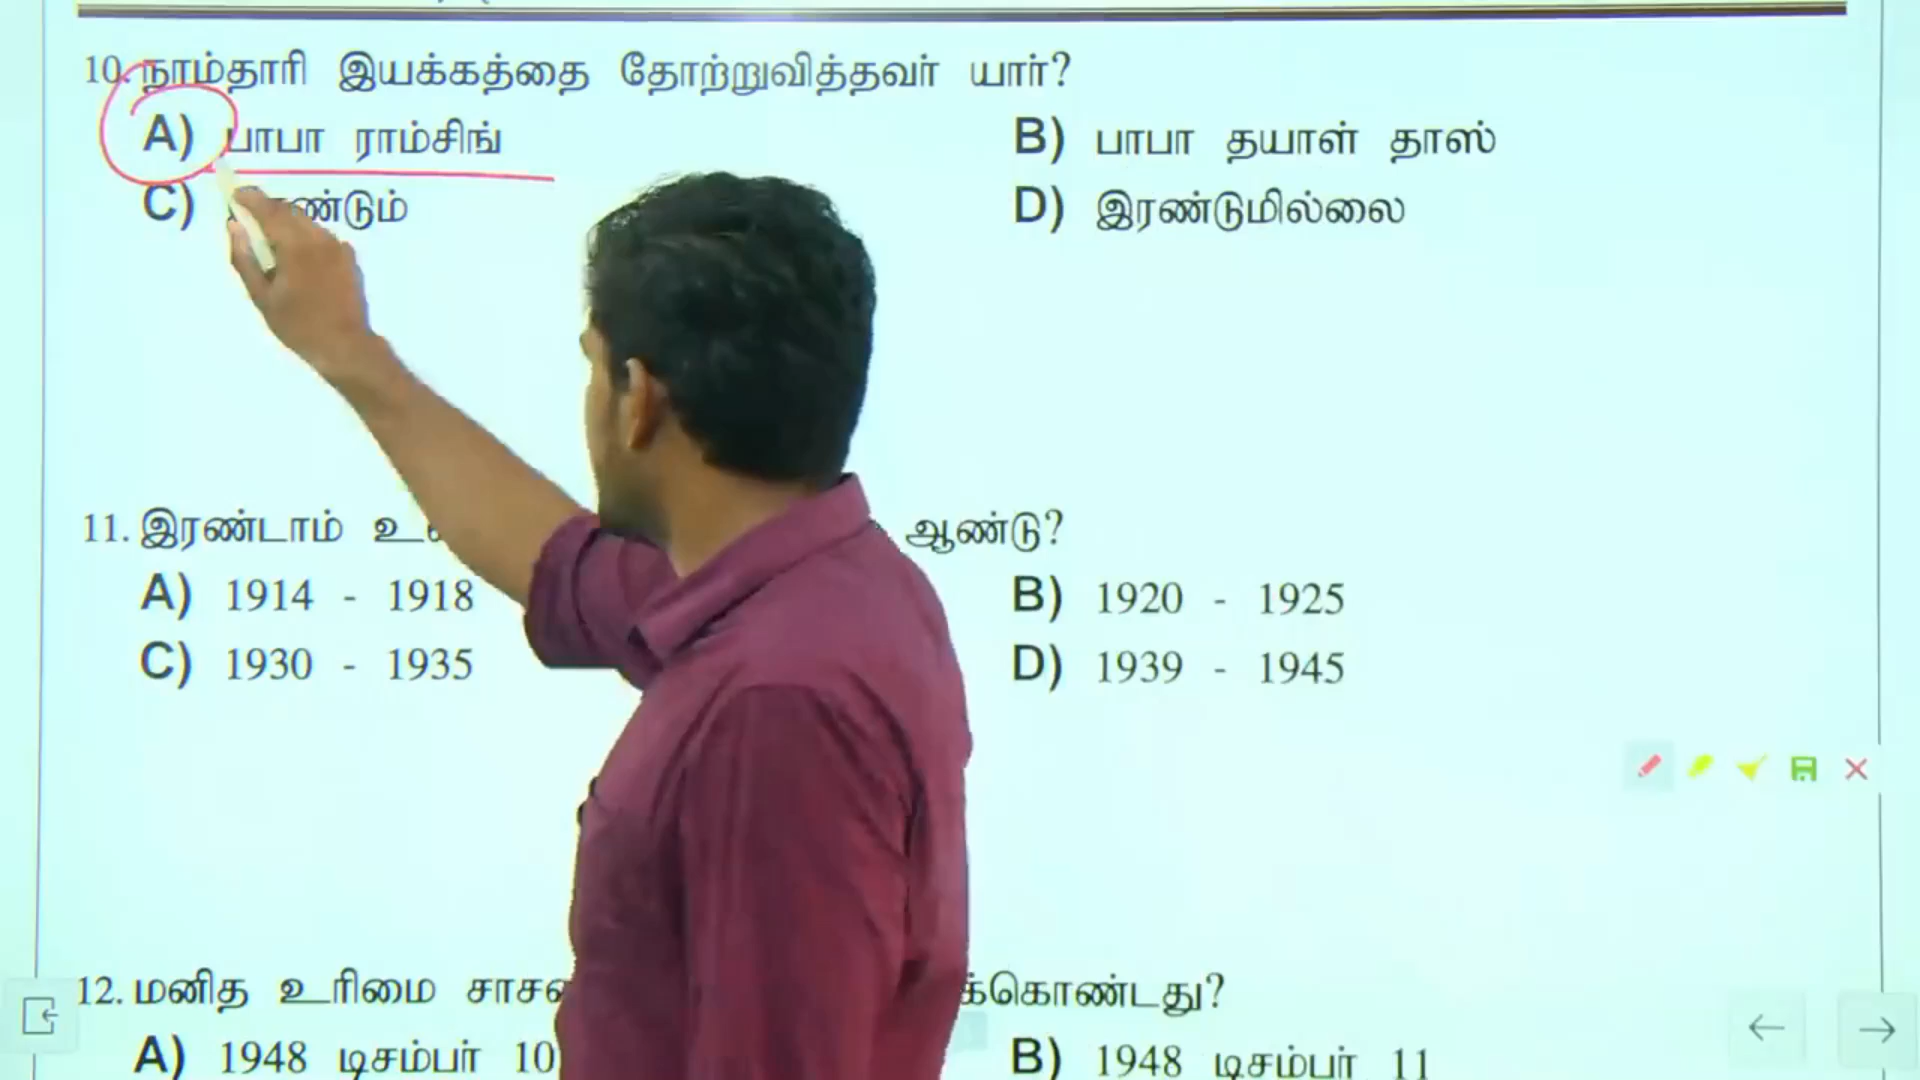 10. நாம்தாரி இயக்கத்தை தோற்றுவித்தவர் யார்?
A) பாபா ராம்சிங்
B) பாபா தயாள் தாஸ்
C)
D) இரண்டுமில்லை
11. இரண்டாம் ஆண்டு?
A) 1914 - 1918
B) 1920 - 1925
C) 1930 - 1935
D) 1939 - 1945
12. மனித உரிமை
A) 1948 டிசம்பர் 10
B) 1948 டிசம்பர் 11